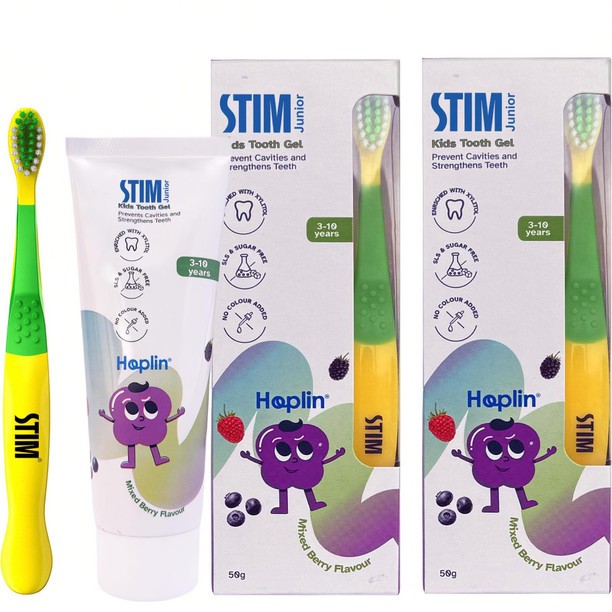 STIM
®
STIM
Junior
Kids Tooth Gel
Prevents Cavities and
Strengthens Teeth
ENRICHED WITH XYLITOL
SLS & SUGAR FREE
NO COLOUR ADDED
3-10
years
Hoplin®
Mixed Berry Flavour
STIM
Junior
Kids Tooth Gel
Prevent Cavities and
Strengthens Teeth
ENRICHED WITH XYLITOL
SLS & SUGAR FREE
NO COLOUR ADDED
3-10
years
Hoplin®
STIM
Mixed Berry Flavour
50g
STIM
Junior
Kids Tooth Gel
Prevent Cavities and
Strengthens Teeth
ENRICHED WITH XYLITOL
SLS & SUGAR FREE
NO COLOUR ADDED
3-10
years
Hoplin®
STIM
Mixed Berry Flavour
50g